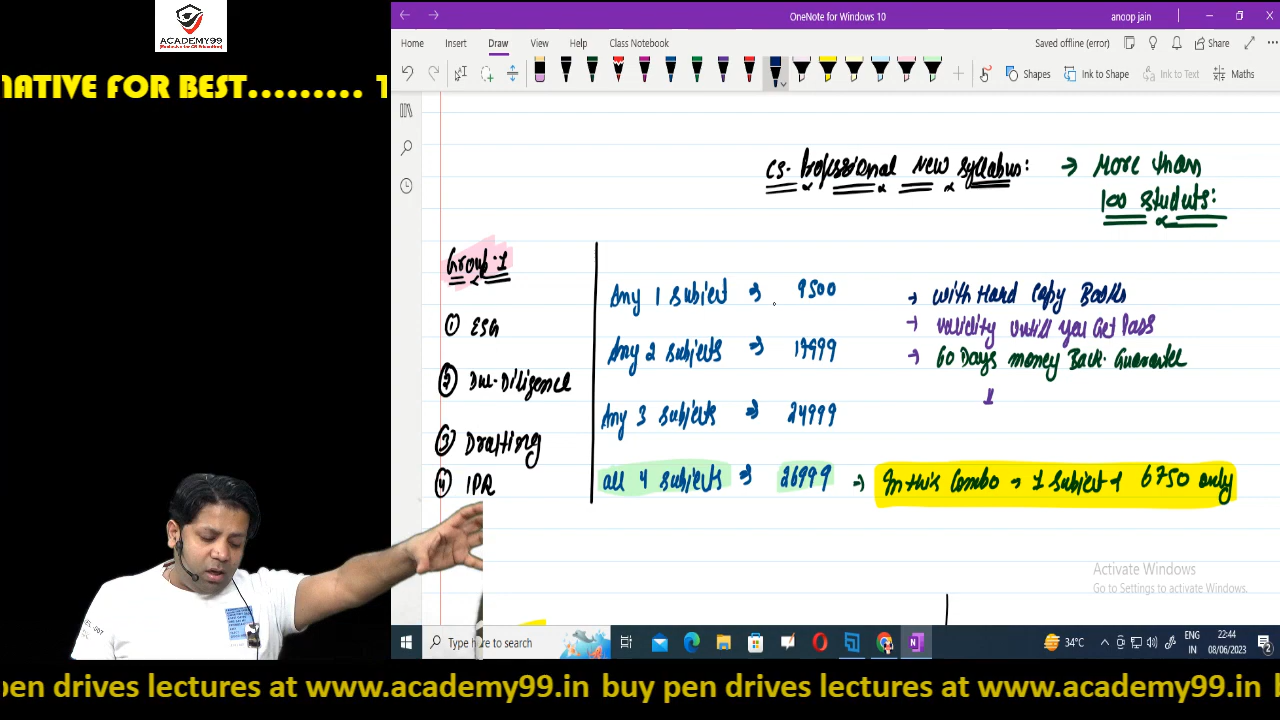 ACADEMY99
NATIVE FOR BEST......... T
OneNote for Windows 10
anoop jain
Home Insert Draw View Help Class Notebook
Saved offline (error)
Share
Shapes
Ink to Shape
Ink to Text
Maths
CS- Professional New Syllabus: → More than
100 students:
Group-1
① ESG
② Due-Diligence
③ Drafting
④ IPR
Any 1 Subject ⇒ 9500
Any 2 Subjects ⇒ 19999
Any 3 Subjects ⇒ 24999
all 4 subjects ⇒ 26999 ⇒ In this Combo → 1 Subject 6750 only
→ With Hard Copy Books
→ Validity Untill You Get Pass
→ 60 Days money Back Guarantee
Activate Windows
Go to Settings to activate Windows.
Type here to search
34°C
ENG
IN
22:44
08/06/2023
pen drives lectures at www.academy99.in buy pen drives lectures at www.academy99.in b